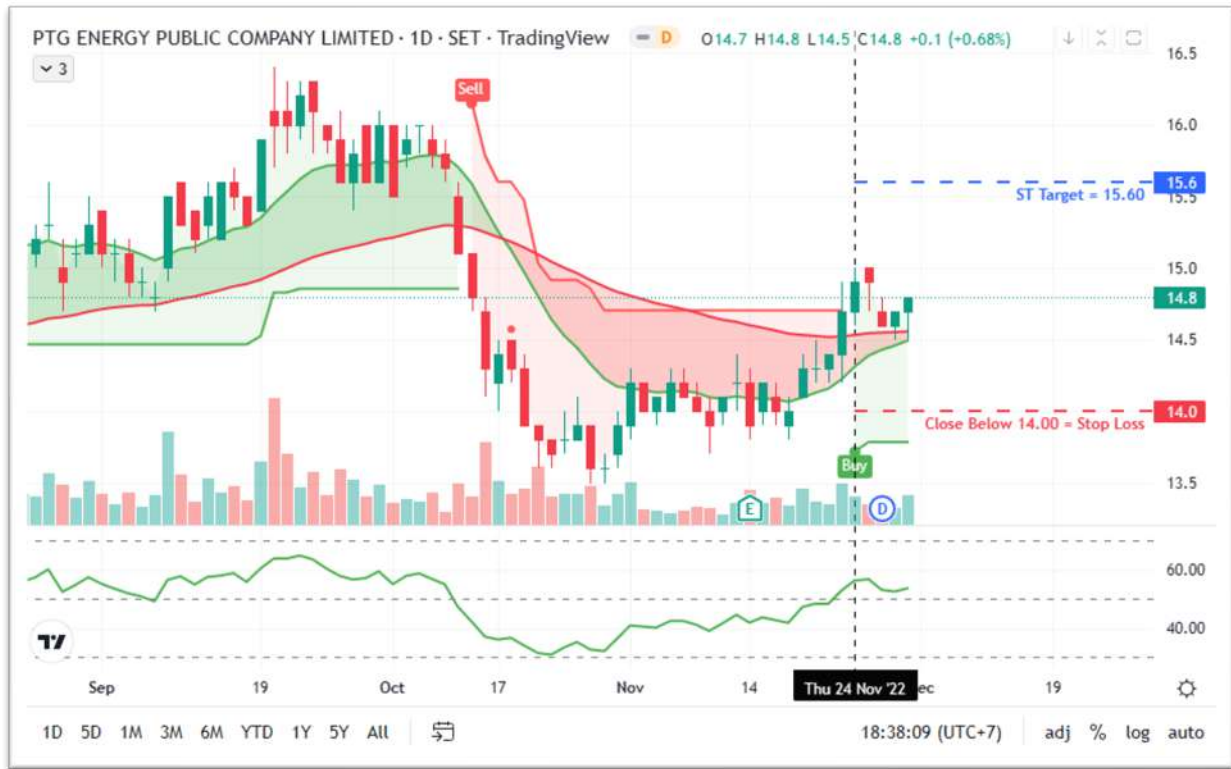 PTG ENERGY PUBLIC COMPANY LIMITED · 1D · SET · TradingView D O14.7 H14.8 L14.5 C14.8 +0.1 (+0.68%)
3
16.5
Sell
16.0
15.6
ST Target = 15.60
15.5
15.0
14.8
14.5
14.0
Close Below 14.00 = Stop Loss
Buy
13.5
E D
60.00
40.00
Sep 19 Oct 17 Nov 14 Thu 24 Nov '22 ec 19
1D 5D 1M 3M 6M YTD 1Y 5Y All 18:38:09 (UTC+7) adj % log auto